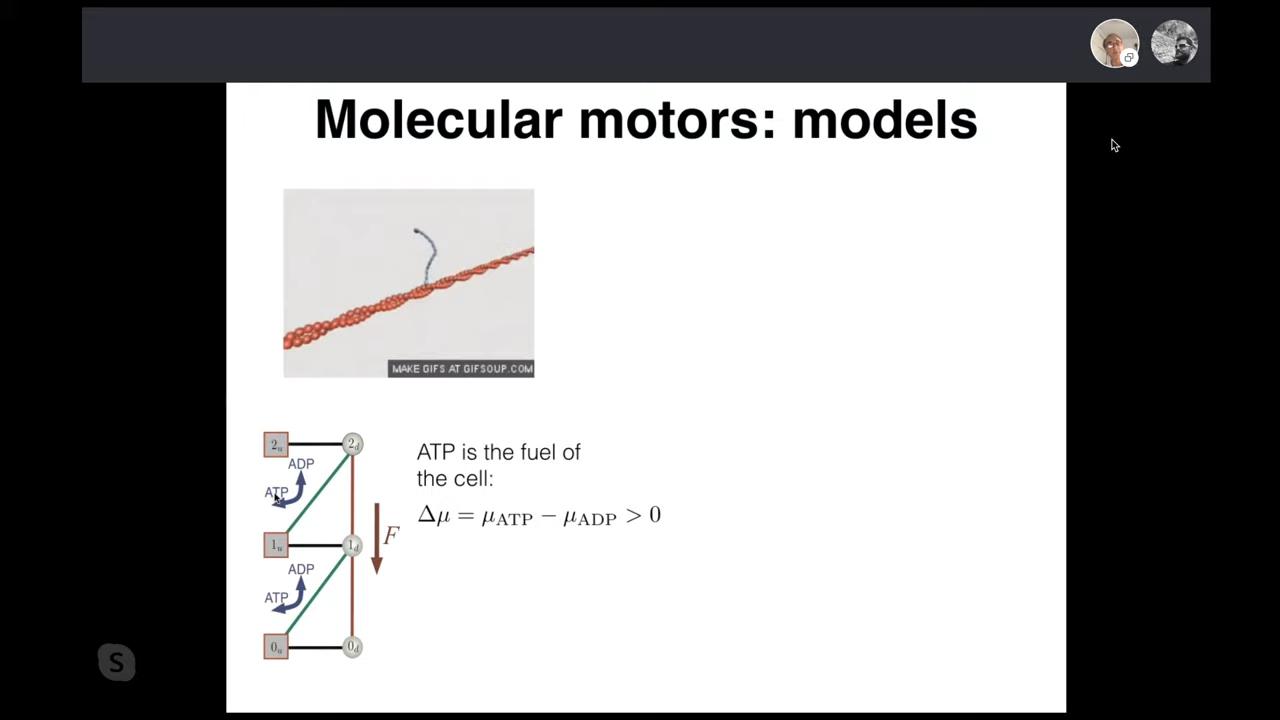 Molecular motors: models
MAKE GIFS AT GIFSOUP.COM
2u
2d
ADP
ATP
ATP is the fuel of
the cell:
Δμ = μATP − μADP > 0
1u
1d
F
ADP
ATP
0u
0d
S